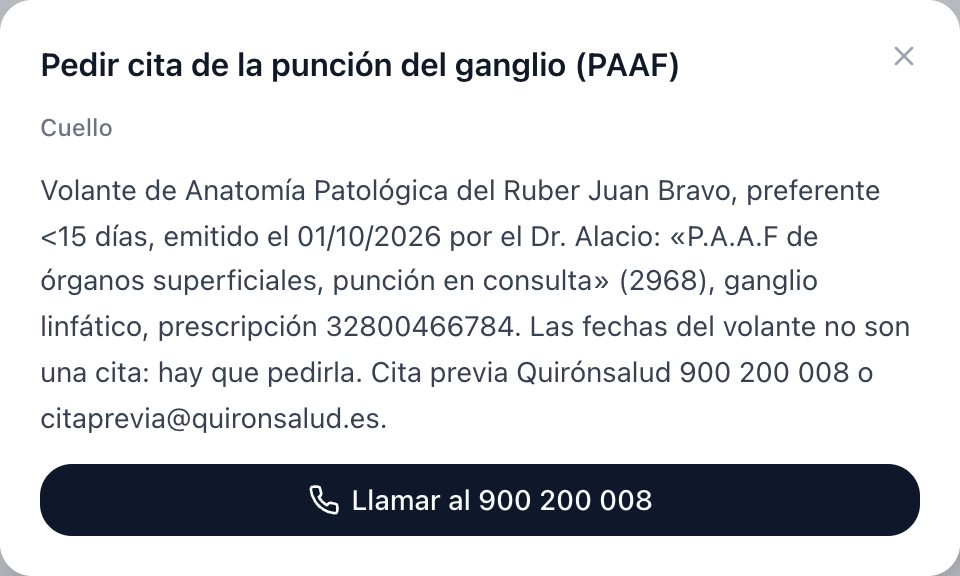 Pedir cita de la punción del ganglio (PAAF)
Cuello
Volante de Anatomía Patológica del Ruber Juan Bravo, preferente
<15 días, emitido el 01/10/2026 por el Dr. Alacio: «P.A.A.F de
órganos superficiales, punción en consulta» (2968), ganglio
linfático, prescripción 32800466784. Las fechas del volante no son
una cita: hay que pedirla. Cita previa Quirónsalud 900 200 008 o
citaprevia@quironsalud.es.
Llamar al 900 200 008